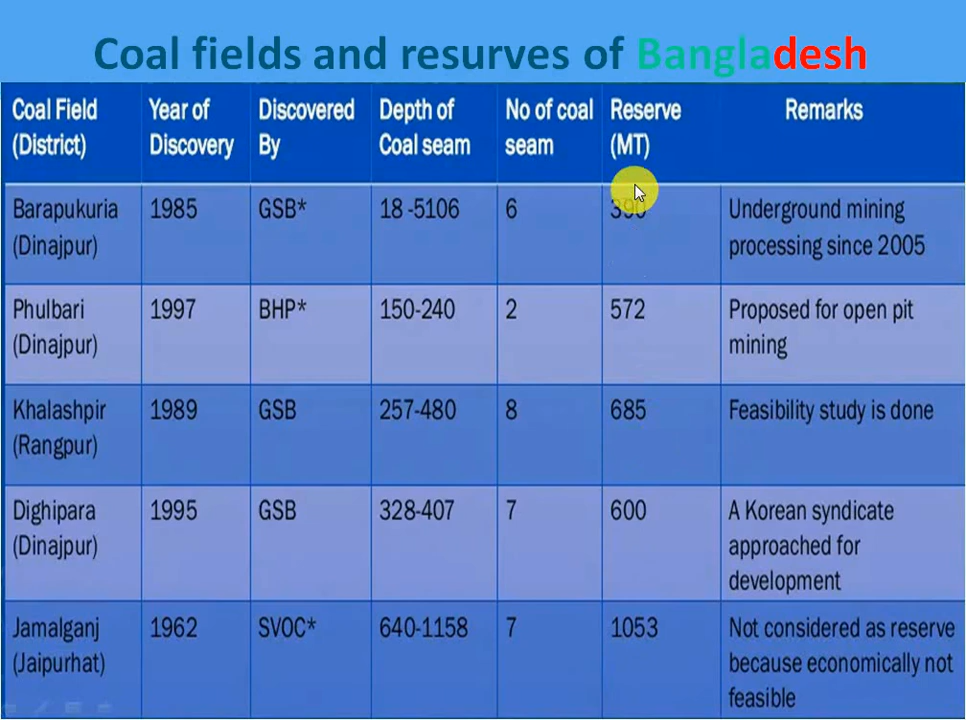 Coal fields and resurves of Bangladesh
Coal Field (District) | Year of Discovery | Discovered By | Depth of Coal seam | No of coal seam | Reserve (MT) | Remarks
Barapukuria (Dinajpur) | 1985 | GSB* | 18 -5106 | 6 | 390 | Underground mining processing since 2005
Phulbari (Dinajpur) | 1997 | BHP* | 150-240 | 2 | 572 | Proposed for open pit mining
Khalashpir (Rangpur) | 1989 | GSB | 257-480 | 8 | 685 | Feasibility study is done
Dighipara (Dinajpur) | 1995 | GSB | 328-407 | 7 | 600 | A Korean syndicate approached for development
Jamalganj (Jaipurhat) | 1962 | SVOC* | 640-1158 | 7 | 1053 | Not considered as reserve because economically not feasible